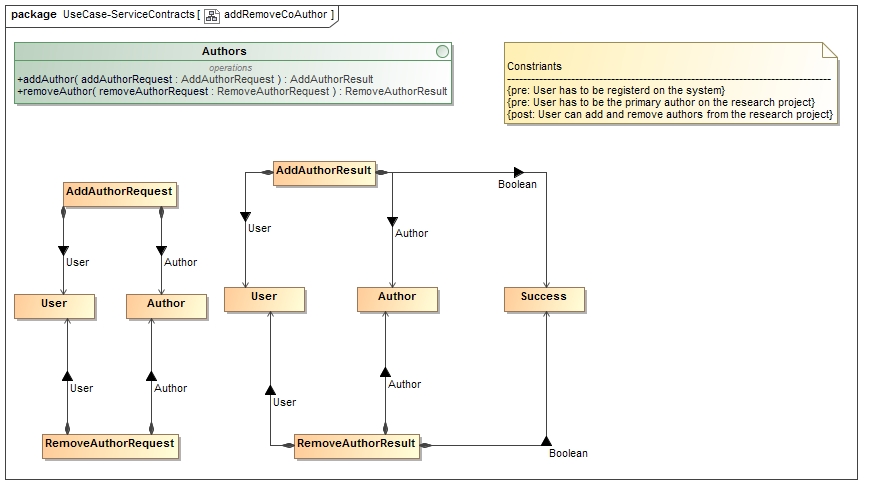 package UseCase-ServiceContracts [ addRemoveCoAuthor ]
Authors
operations
+addAuthor( addAuthorRequest : AddAuthorRequest ) : AddAuthorResult
+removeAuthor( removeAuthorRequest : RemoveAuthorRequest ) : RemoveAuthorResult
Constriants
{pre: User has to be registerd on the system}
{pre: User has to be the primary author on the research project}
{post: User can add and remove authors from the research project}
AddAuthorRequest
AddAuthorResult
Boolean
User
Author
User
Author
User
Author
User
Author
Success
User
Author
User
Author
RemoveAuthorRequest
RemoveAuthorResult
Boolean